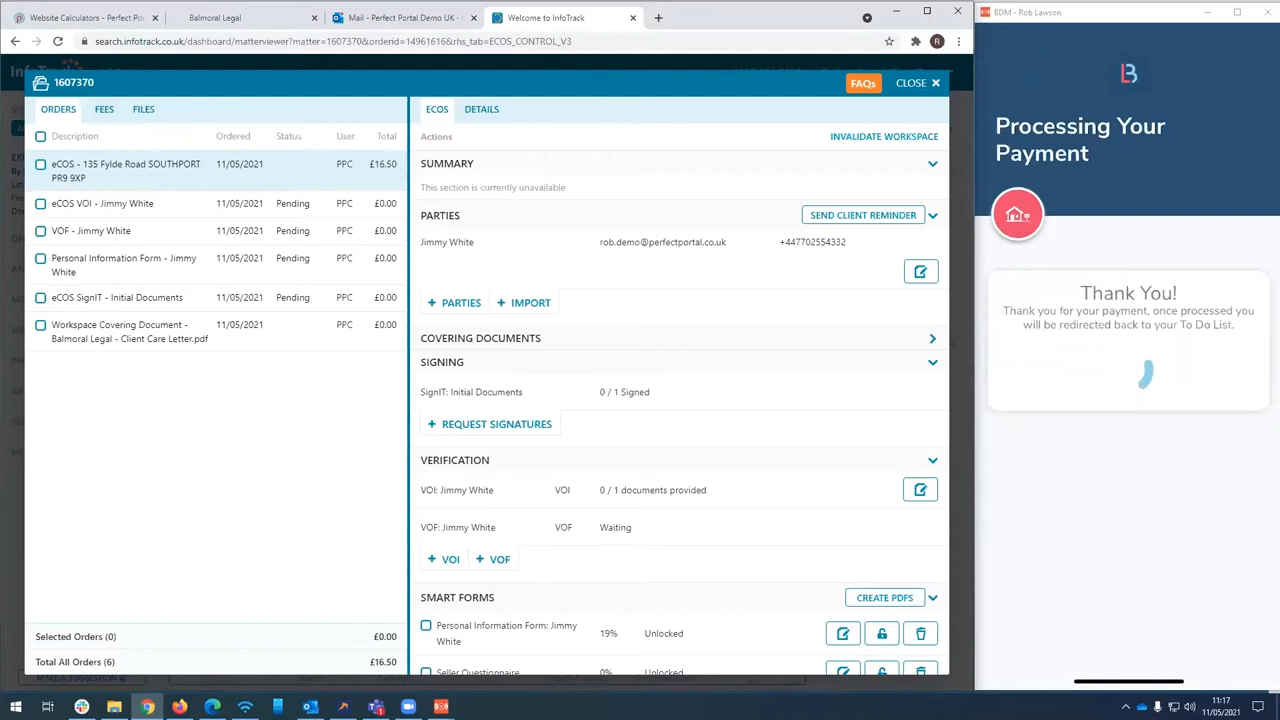 Website Calculators - Perfect Po
Balmoral Legal
Mail - Perfect Portal Demo U
Welcome to InfoTrack
BDM - Rob Lawson
search.infotrack.co.uk/dashboard/matterviewer?matter=1607370&orderid=14961616&rhs_tab=ECOS_CONTROL_V3
R
1607370
FAQs
CLOSE
ORDERS
FEES
FILES
Description
Ordered
Status
User
Total
eCOS - 135 Fylde Road SOUTHPORT PR9 9XP
11/05/2021
PPC
£16.50
eCOS VOI - Jimmy White
11/05/2021
Pending
PPC
£0.00
VOF - Jimmy White
11/05/2021
Pending
PPC
£0.00
Personal Information Form - Jimmy White
11/05/2021
Pending
PPC
£0.00
eCOS SignIT - Initial Documents
11/05/2021
Pending
PPC
£0.00
Workspace Covering Document - Balmoral Legal - Client Care Letter.pdf
11/05/2021
PPC
£0.00
Selected Orders (0)
£0.00
Total All Orders (6)
£16.50
ECOS
DETAILS
Actions
INVALIDATE WORKSPACE
SUMMARY
This section is currently unavailable
PARTIES
SEND CLIENT REMINDER
Jimmy White
rob.demo@perfectportal.co.uk
+447702554332
+ PARTIES
+ IMPORT
COVERING DOCUMENTS
SIGNING
SignIT: Initial Documents
0 / 1 Signed
+ REQUEST SIGNATURES
VERIFICATION
VOI: Jimmy White
VOI
0 / 1 documents provided
VOF: Jimmy White
VOF
Waiting
+ VOI
+ VOF
SMART FORMS
CREATE PDFS
Personal Information Form: Jimmy White
19%
Unlocked
Seller Questionnaire
0%
Unlocked
Processing Your
Payment
Thank You!
Thank you for your payment, once processed you
will be redirected back to your To Do List.
11:17
11/05/2021